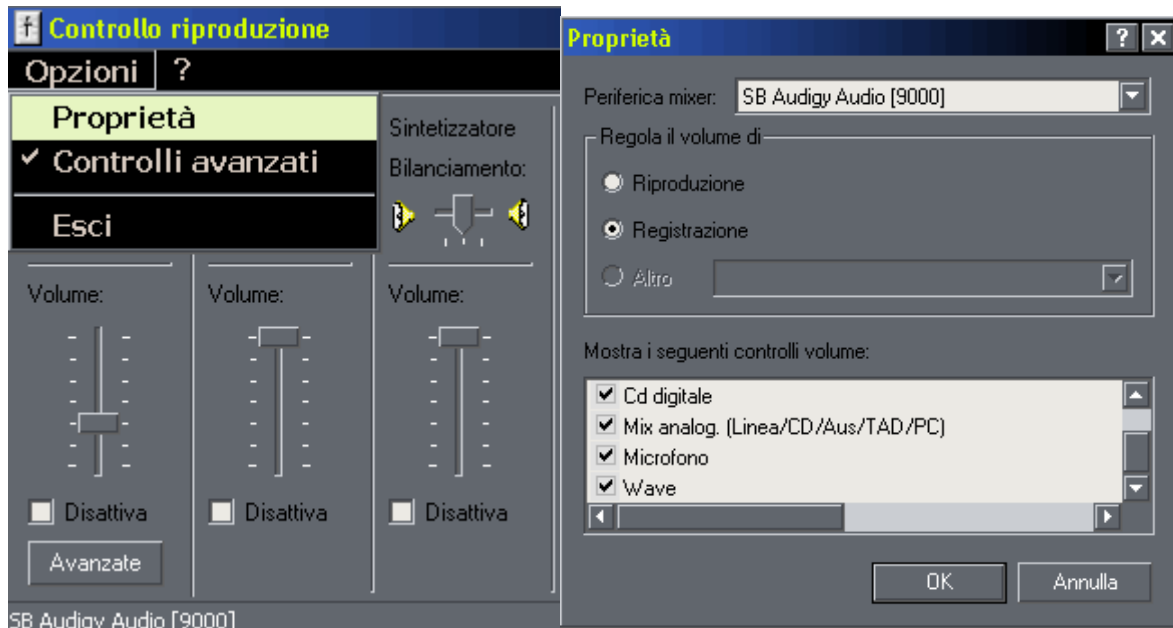 Controllo riproduzione
Opzioni ?
Proprietà
Controlli avanzati
Esci
Sintetizzatore
Bilanciamento:
Volume:
Volume:
Volume:
Disattiva
Disattiva
Disattiva
Avanzate
SB Audigy Audio [9000]
Proprietà
Periferica mixer: SB Audigy Audio [9000]
Regola il volume di
Riproduzione
Registrazione
Altro
Mostra i seguenti controlli volume:
Cd digitale
Mix analog. (Linea/CD/Aus/TAD/PC)
Microfono
Wave
OK Annulla